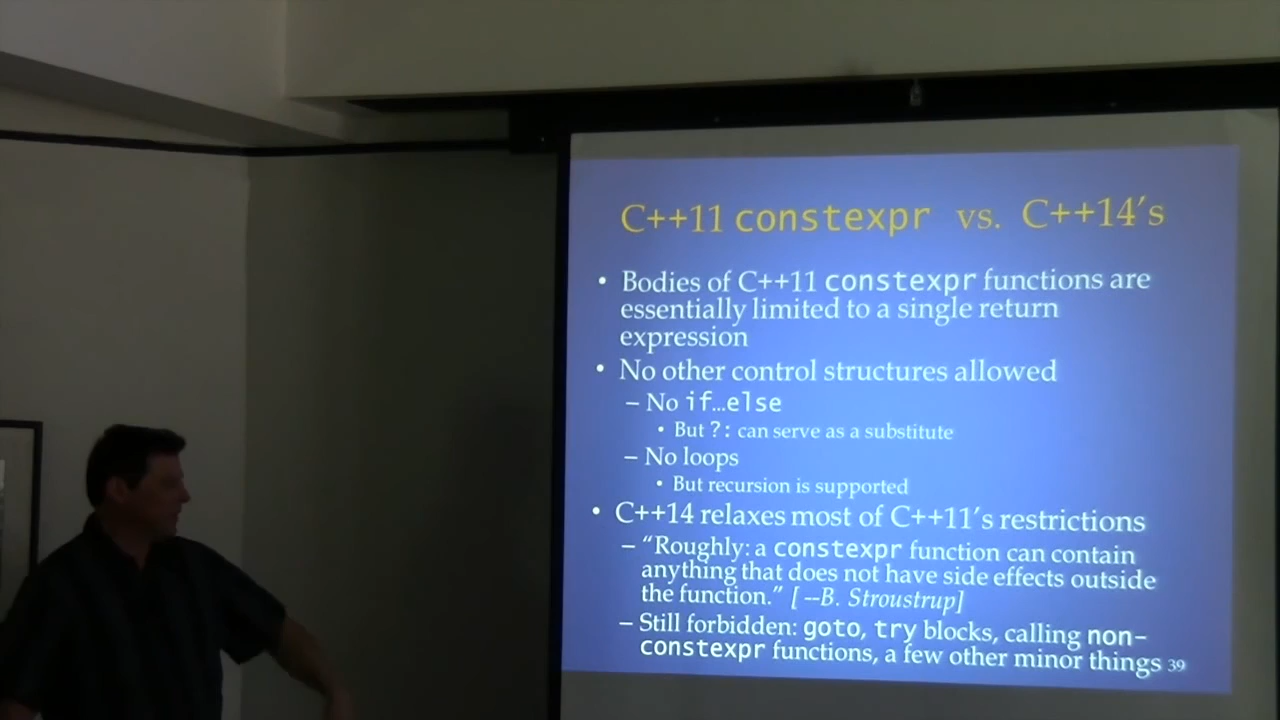 C++11 constexpr vs. C++14's
• Bodies of C++11 constexpr functions are
essentially limited to a single return
expression
• No other control structures allowed
– No if…else
• But ?: can serve as a substitute
– No loops
• But recursion is supported
• C++14 relaxes most of C++11's restrictions
– “Roughly: a constexpr function can contain
anything that does not have side effects outside
the function.” [ --B. Stroustrup]
– Still forbidden: goto, try blocks, calling non-
constexpr functions, a few other minor things 39